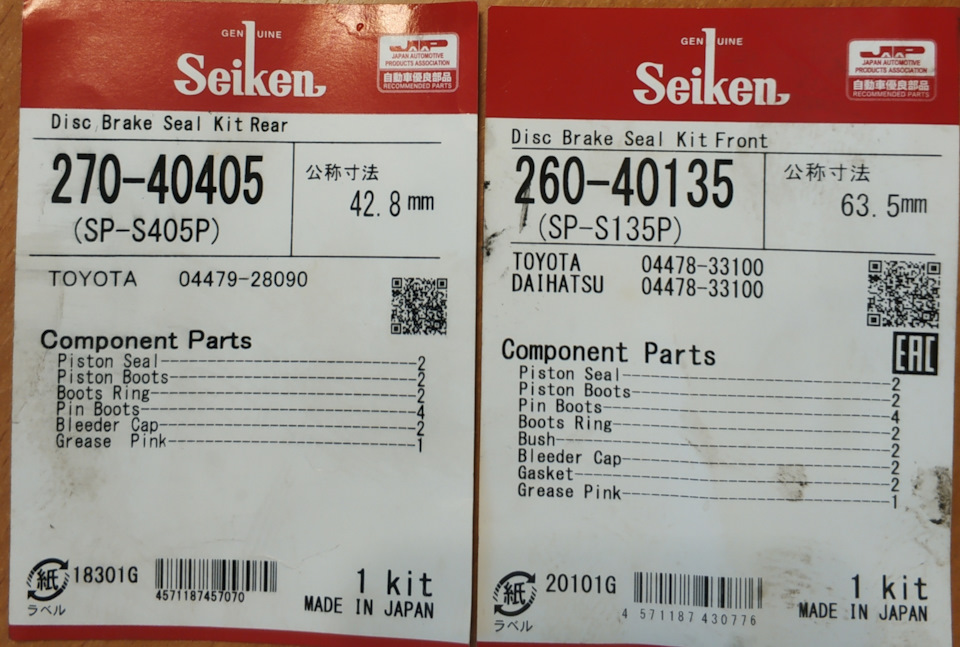 GENUINE
Seiken
JAPAN AUTOMOTIVE
PRODUCTS ASSOCIATION
自動車優良部品
RECOMMENDED PARTS
Disc Brake Seal Kit Rear
270-40405
(SP-S405P)
公称寸法
42.8 mm
TOYOTA 04479-28090
Component Parts
Piston Seal 2
Piston Boots 2
Boots Ring 2
Pin Boots 4
Bleeder Cap 2
Grease Pink 1
紙
ラベル
18301G
4571187457070
1 kit
MADE IN JAPAN
GENUINE
Seiken
JAPAN AUTOMOTIVE
PRODUCTS ASSOCIATION
自動車優良部品
RECOMMENDED PARTS
Disc Brake Seal Kit Front
260-40135
(SP-S135P)
公称寸法
63.5mm
TOYOTA 04478-33100
DAIHATSU 04478-33100
EAC
Component Parts
Piston Seal 2
Piston Boots 2
Pin Boots 4
Boots Ring 2
Bush 2
Bleeder Cap 2
Gasket 2
Grease Pink 1
紙
ラベル
20101G
4 571187 430776
1 kit
MADE IN JAPAN